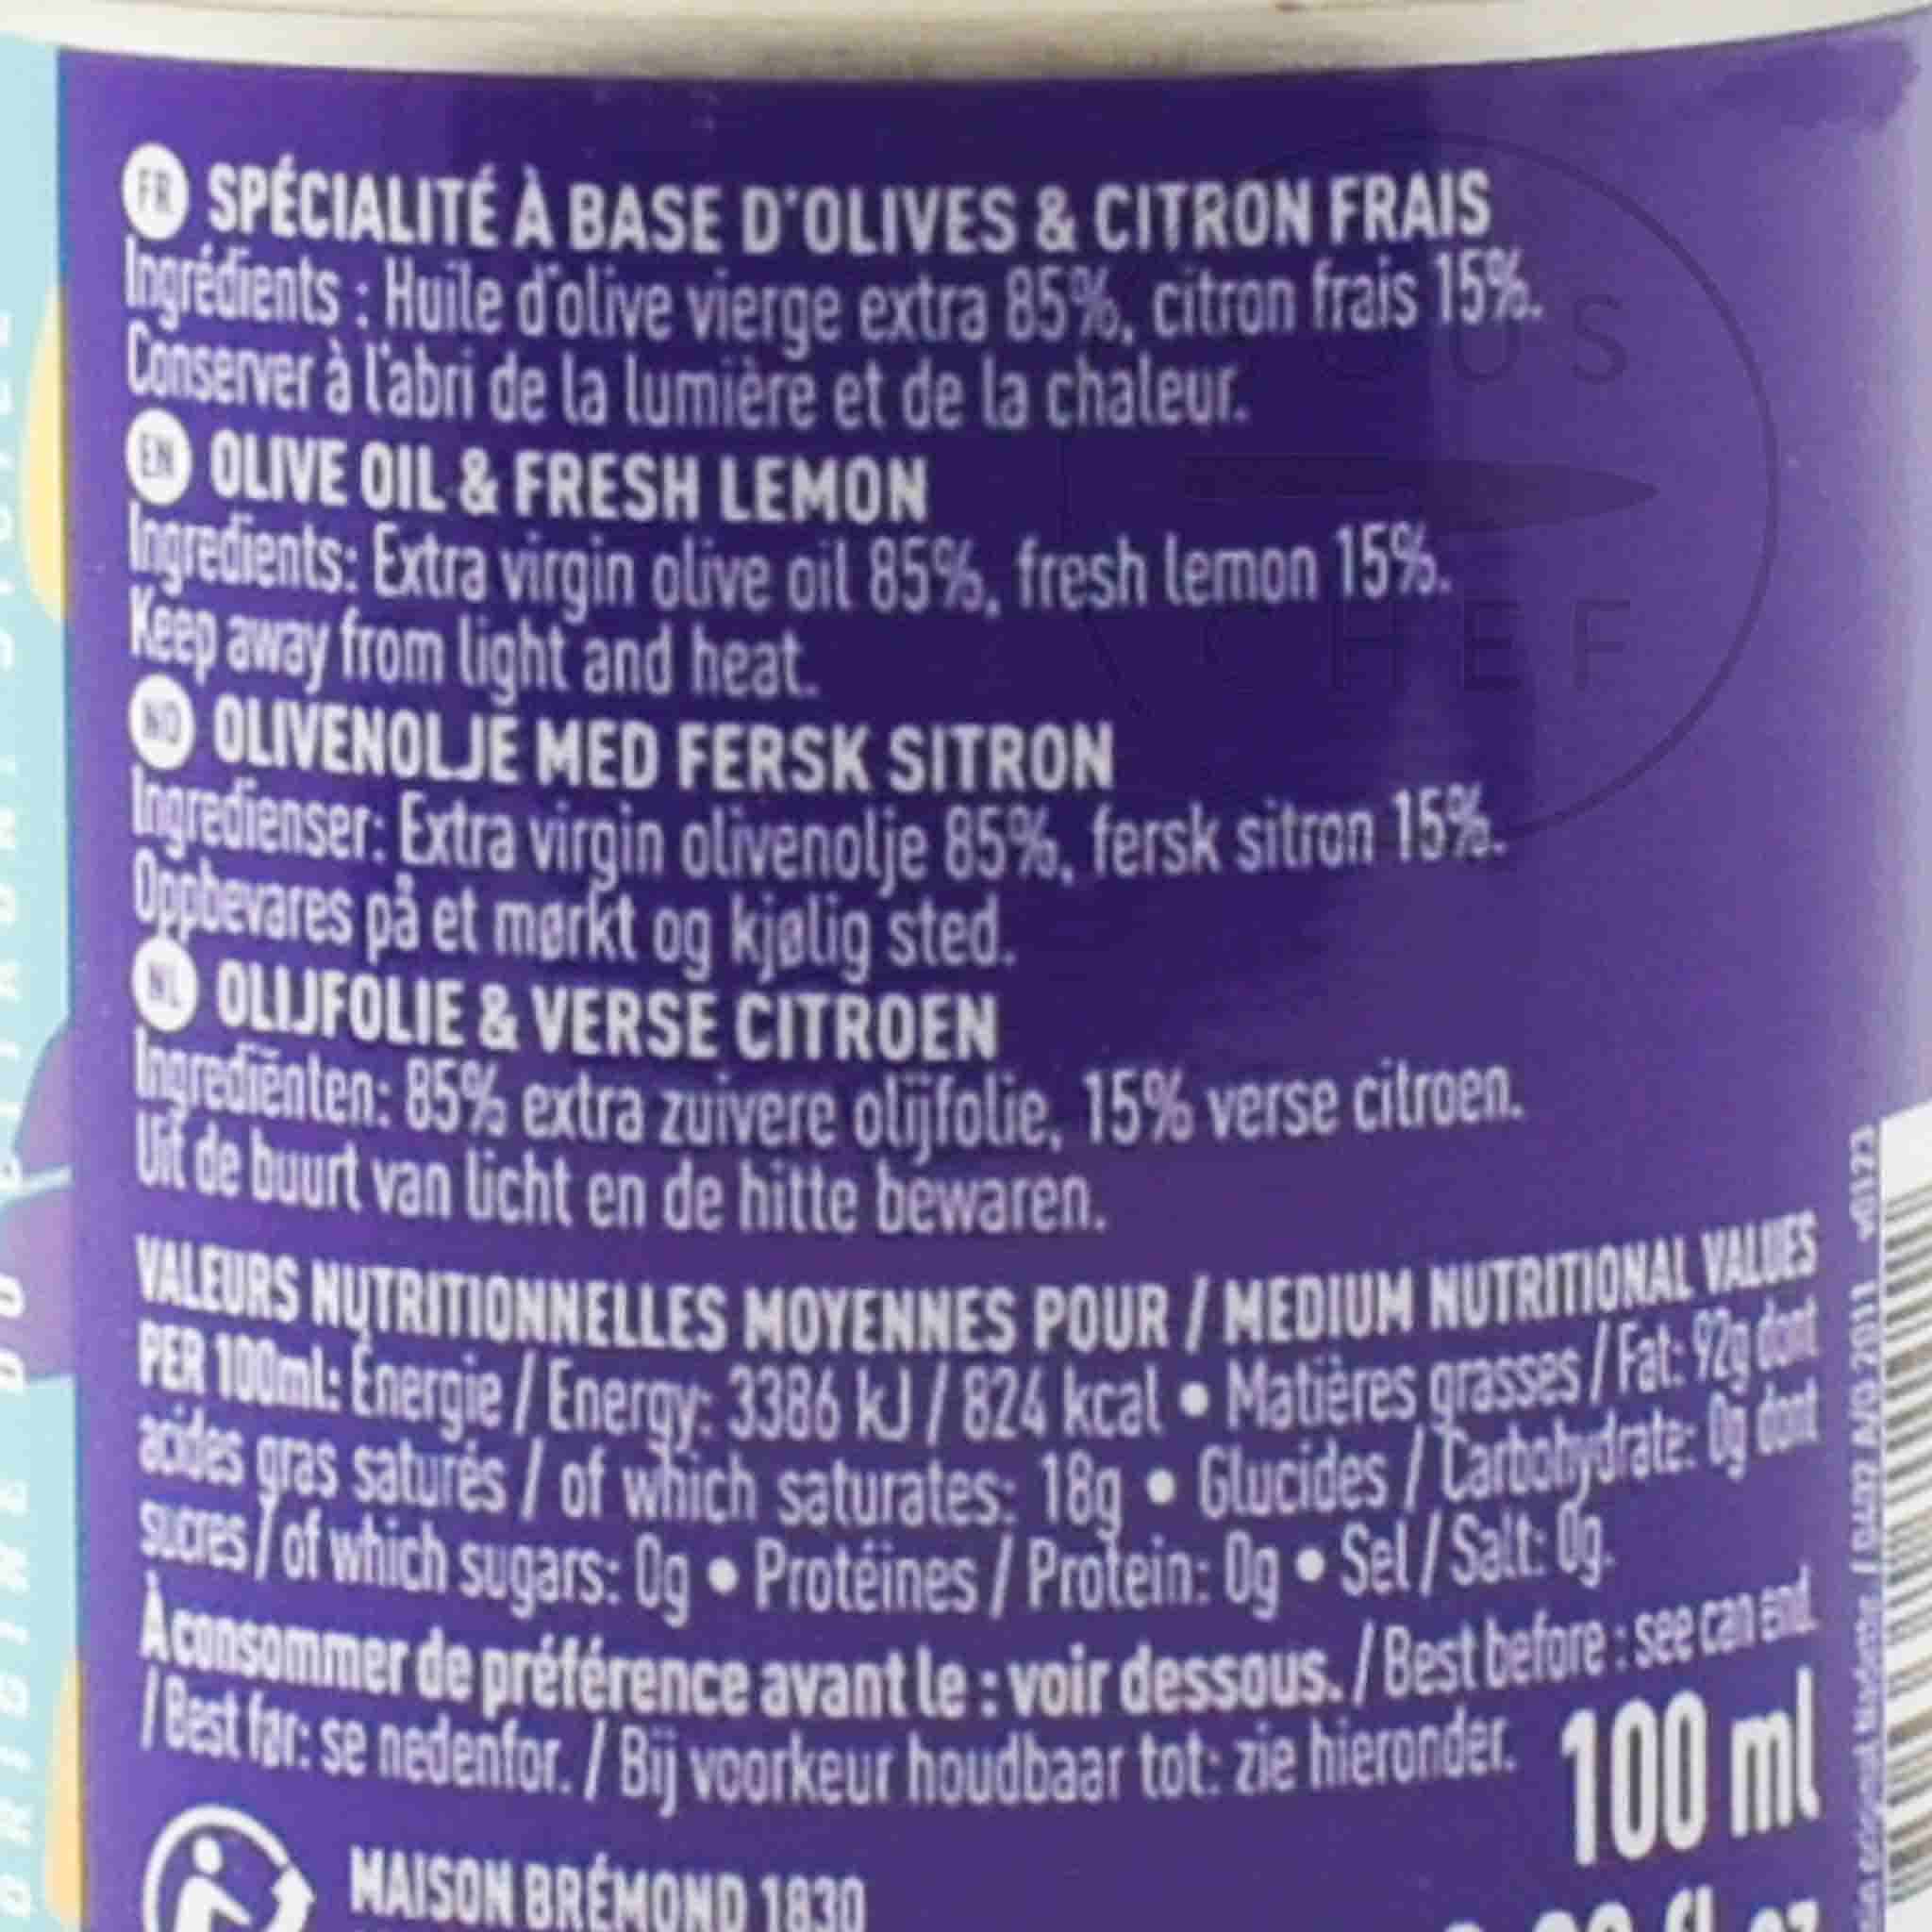 FR SPÉCIALITÉ À BASE D'OLIVES & CITRON FRAIS
Ingrédients : Huile d'olive vierge extra 85%, citron frais 15%.
Conserver à l'abri de la lumière et de la chaleur.
EN OLIVE OIL & FRESH LEMON
Ingredients: Extra virgin olive oil 85%, fresh lemon 15%.
Keep away from light and heat.
NO OLIVENOLJE MED FERSK SITRON
Ingredienser: Extra virgin olivenolje 85%, fersk sitron 15%.
Oppbevares på et mørkt og kjølig sted.
NL OLIJFOLIE & VERSE CITROEN
Ingrediënten: 85% extra zuivere olijfolie, 15% verse citroen.
Uit de buurt van licht en de hitte bewaren.
VALEURS NUTRITIONNELLES MOYENNES POUR / MEDIUM NUTRITIONAL VALUES
PER 100mL: Énergie / Energy: 3386 kJ / 824 kcal • Matières grasses / Fat: 92g dont
acides gras saturés / of which saturates: 18g • Glucides / Carbohydrate: 0g dont
sucres / of which sugars: 0g • Protéines / Protein: 0g • Sel / Salt: 0g.
À consommer de préférence avant le : voir dessous. / Best before : see can end.
/ Best før: se nedenfor. / Bij voorkeur houdbaar tot: zie hieronder.
100 ml
MAISON BRÉMOND 1830
fl oz
v0123
SOUS
CHEF